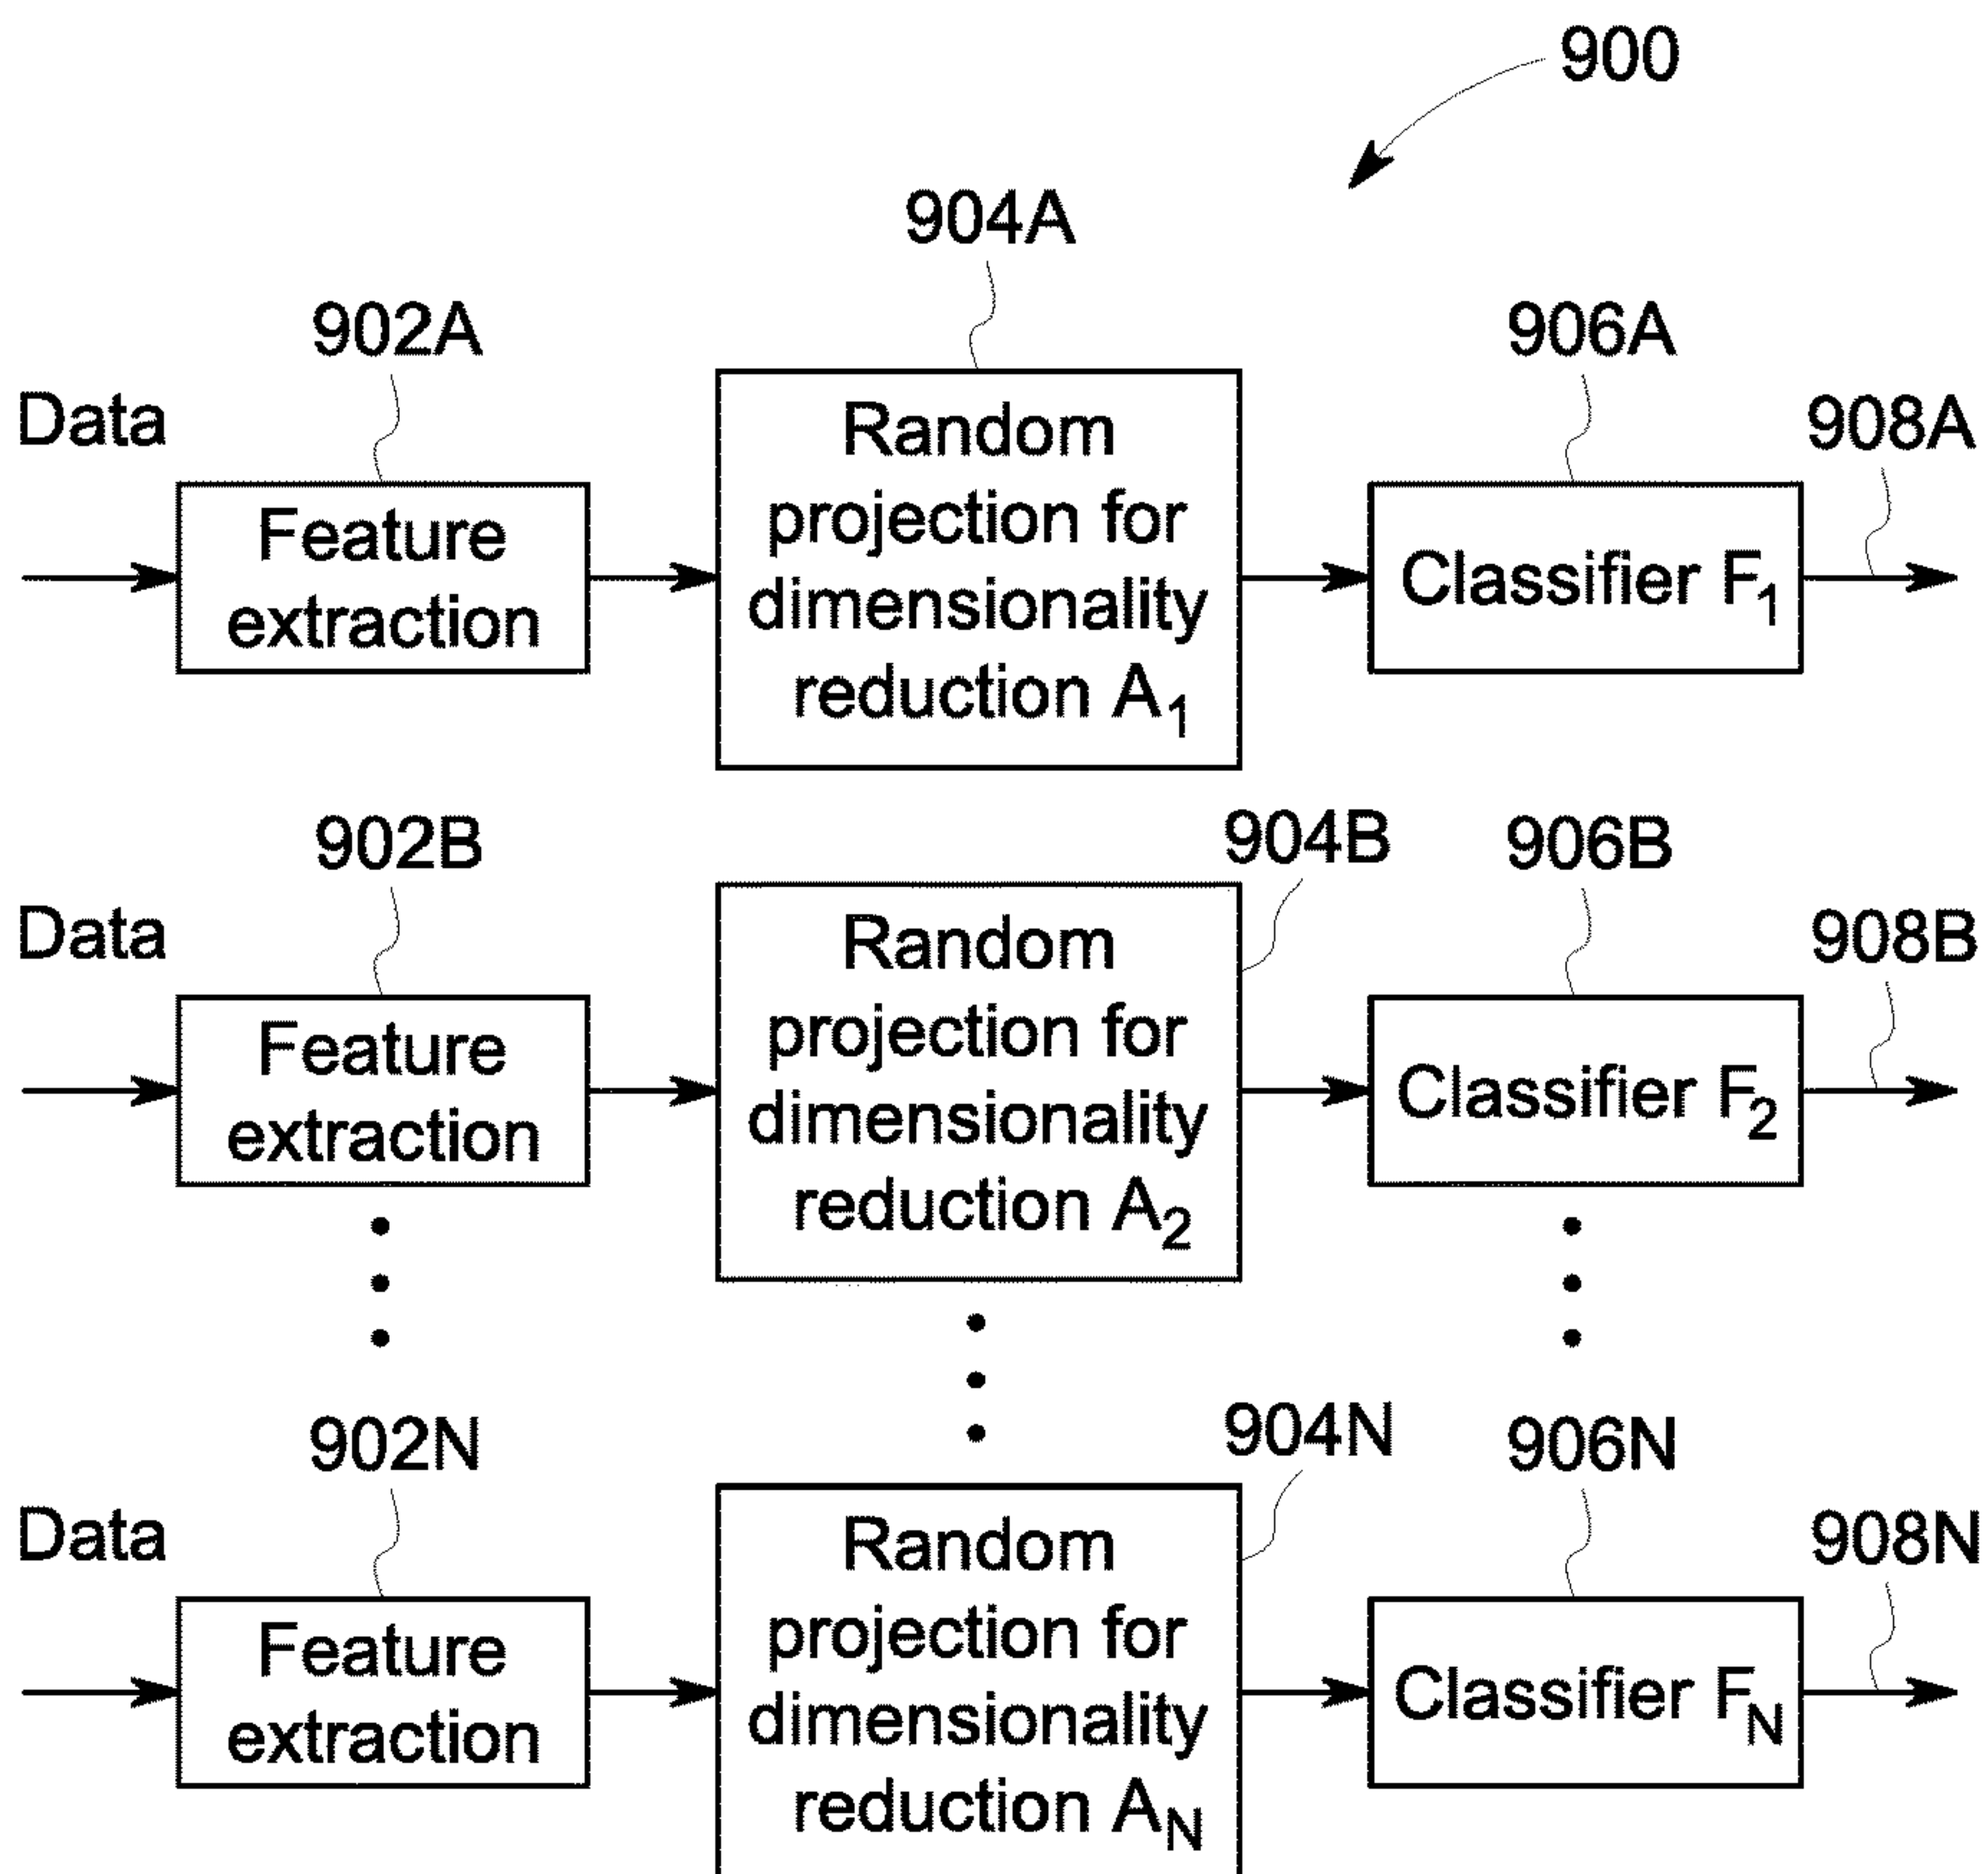 900
904A
902A
906A
Data
908A
Random
projection for
dimensionality
reduction A₁
Feature
extraction
Classifier F₁
902B
904B
906B
Data
908B
Random
projection for
dimensionality
reduction A₂
Feature
extraction
Classifier F₂
902N
904N
906N
Data
908N
Random
projection for
dimensionality
reduction A_N
Feature
extraction
Classifier F_N